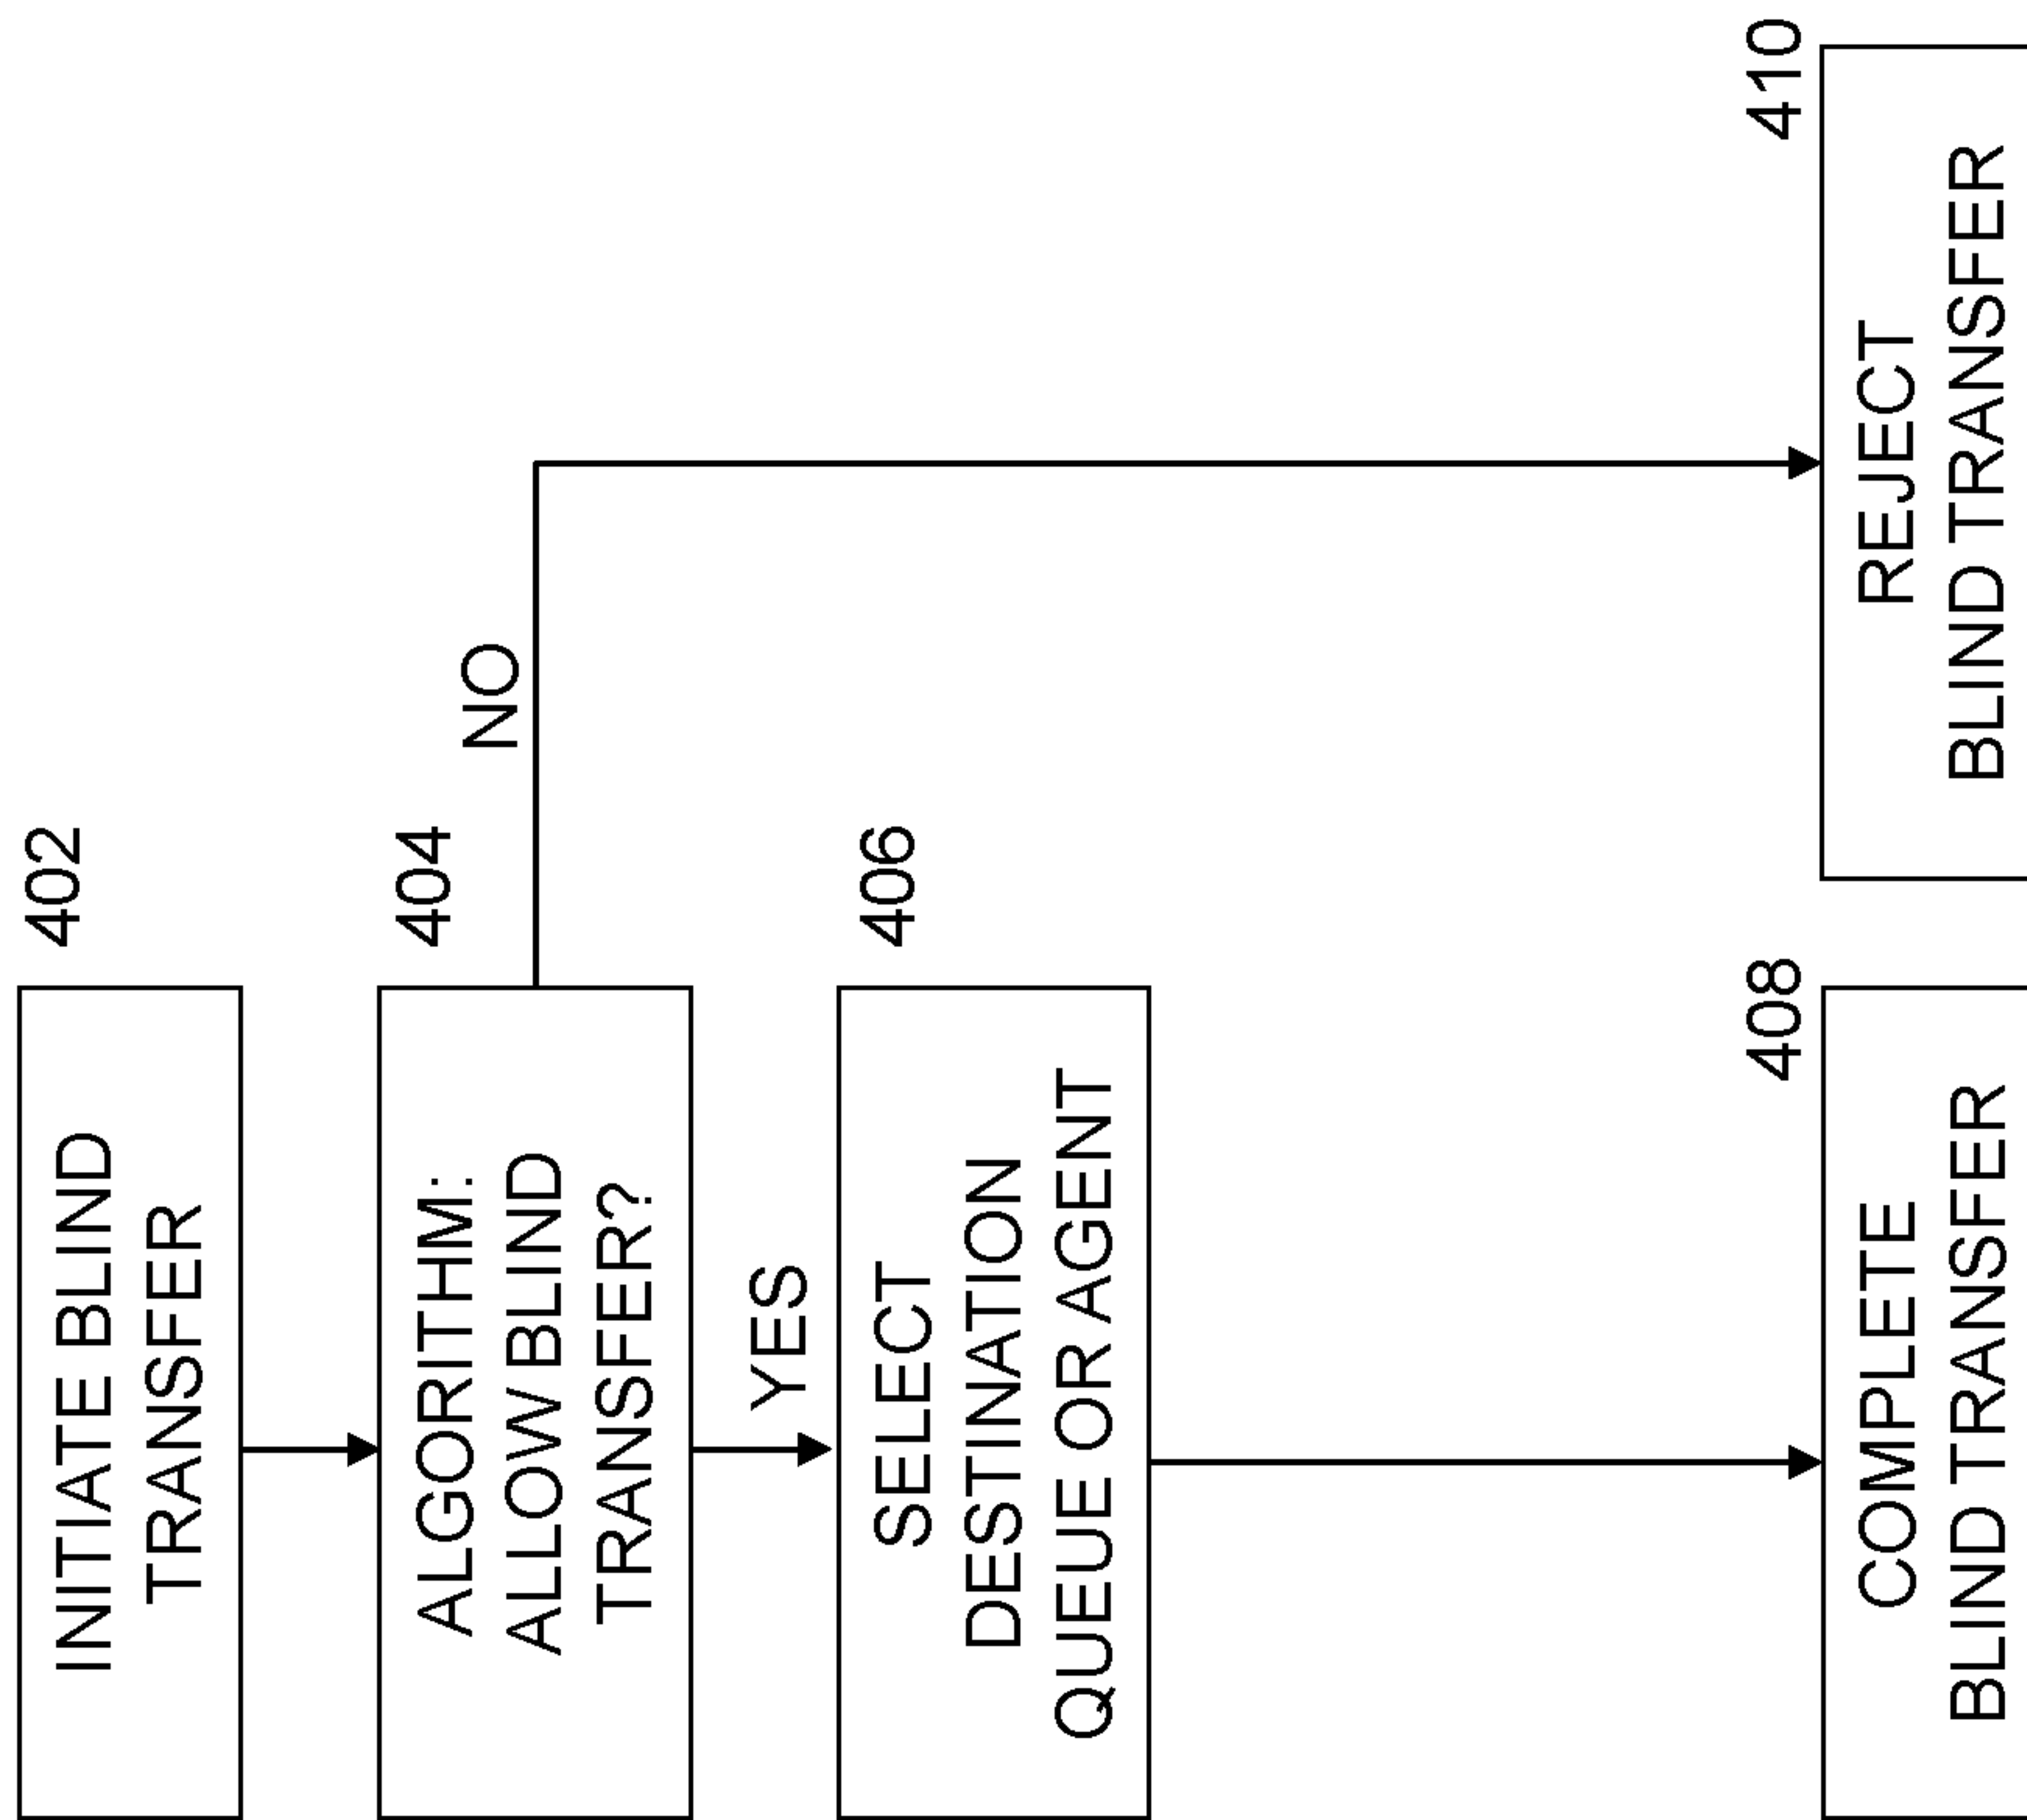 402
INITIATE BLIND
TRANSFER
404
ALGORITHM:
ALLOW BLIND
TRANSFER?
NO
YES
406
SELECT
DESTINATION
QUEUE OR AGENT
408
COMPLETE
BLIND TRANSFER
410
REJECT
BLIND TRANSFER